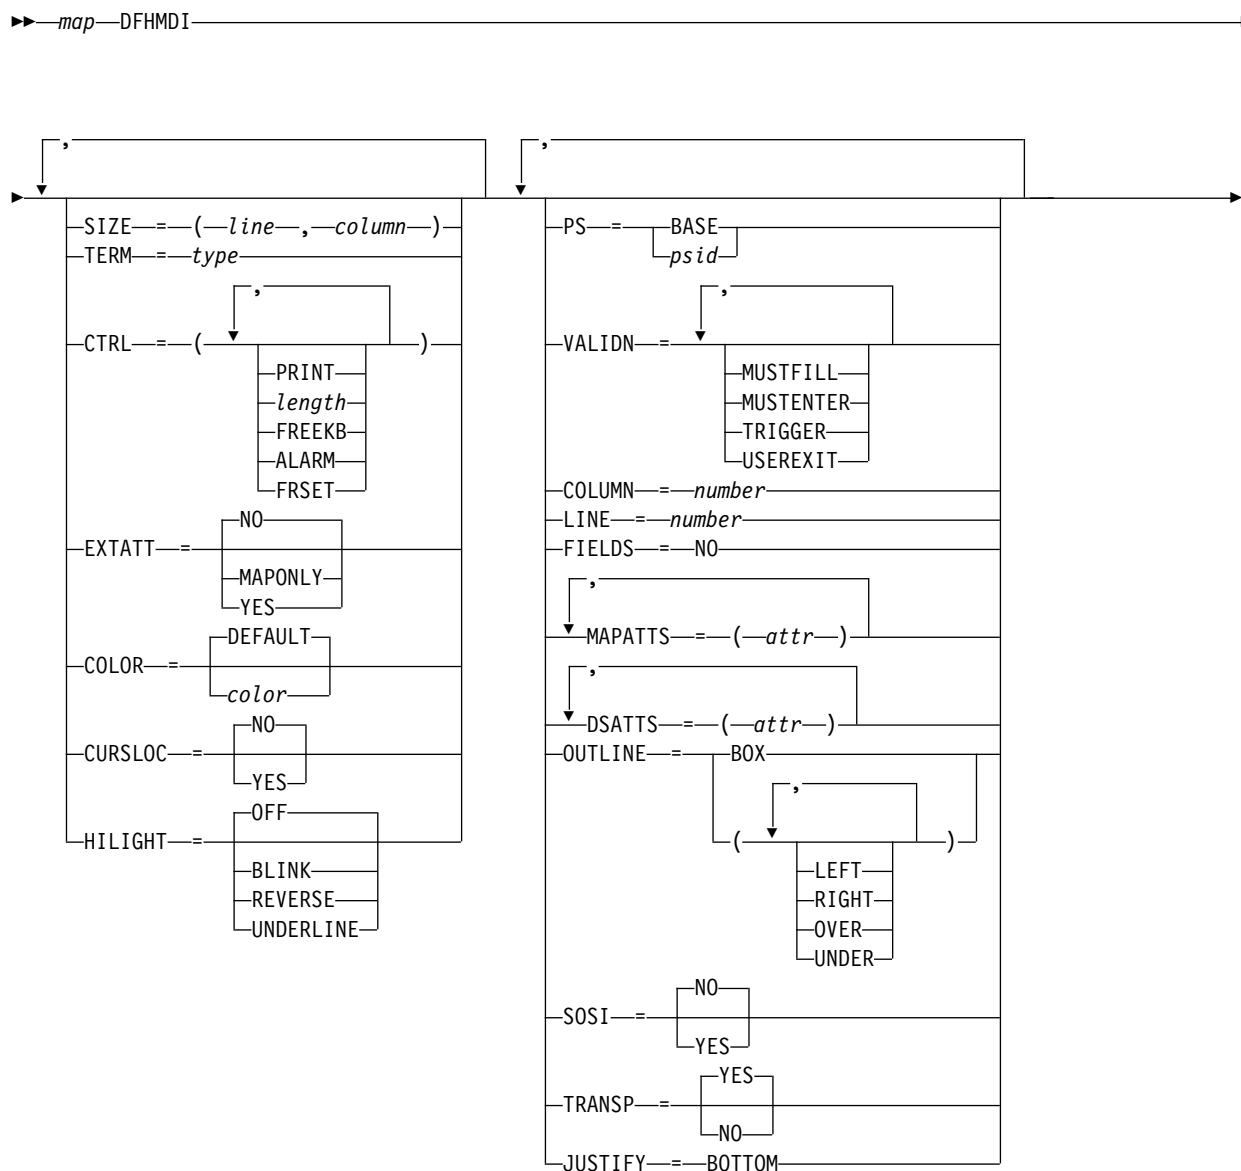 map DFHMDI
,
SIZE = ( line , column )
TERM = type
,
CTRL = ( )
PRINT
length
FREEKB
ALARM
FRSET
NO
EXTATT =
MAPONLY
YES
DEFAULT
COLOR =
color
NO
CURSLOC =
YES
OFF
HILIGHT =
BLINK
REVERSE
UNDERLINE
,
PS = BASE
psid
,
VALIDN =
MUSTFILL
MUSTENTER
TRIGGER
USEREXIT
COLUMN = number
LINE = number
FIELDS = NO
,
MAPATTS = ( attr )
,
DSATTS = ( attr )
OUTLINE = BOX
,
( )
LEFT
RIGHT
OVER
UNDER
NO
SOSI =
YES
YES
TRANSP =
NO
JUSTIFY = BOTTOM